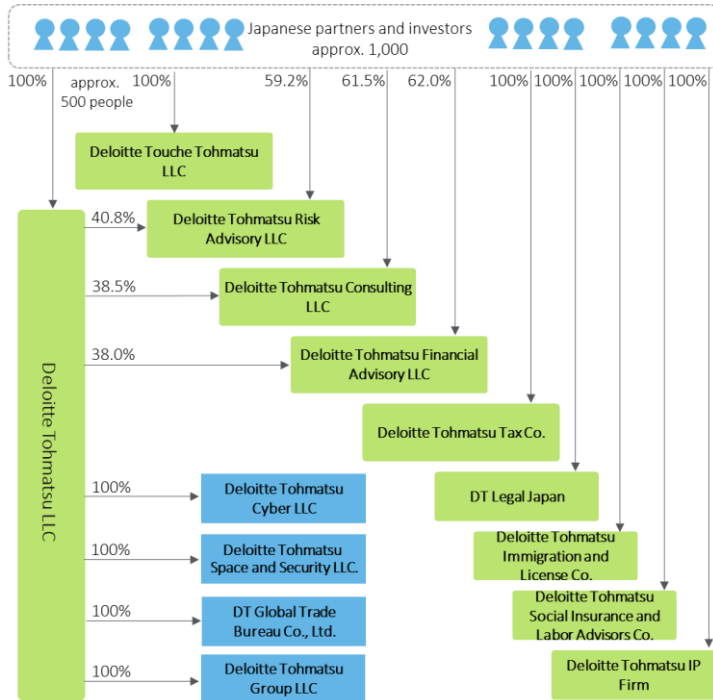 Japanese partners and investors
approx. 1,000
100%
approx.
500 people
100%
59.2%
61.5%
62.0%
100%
100%
100%
100%
100%
Deloitte Touche Tohmatsu
LLC
40.8%
Deloitte Tohmatsu Risk
Advisory LLC
38.5%
Deloitte Tohmatsu Consulting
LLC
38.0%
Deloitte Tohmatsu Financial
Advisory LLC
Deloitte Tohmatsu LLC
Deloitte Tohmatsu Tax Co.
100%
Deloitte Tohmatsu
Cyber LLC
DT Legal Japan
100%
Deloitte Tohmatsu
Space and Security LLC.
Deloitte Tohmatsu
Immigration and
License Co.
100%
DT Global Trade
Bureau Co., Ltd.
Deloitte Tohmatsu
Social Insurance and
Labor Advisors Co.
100%
Deloitte Tohmatsu
Group LLC
Deloitte Tohmatsu IP
Firm